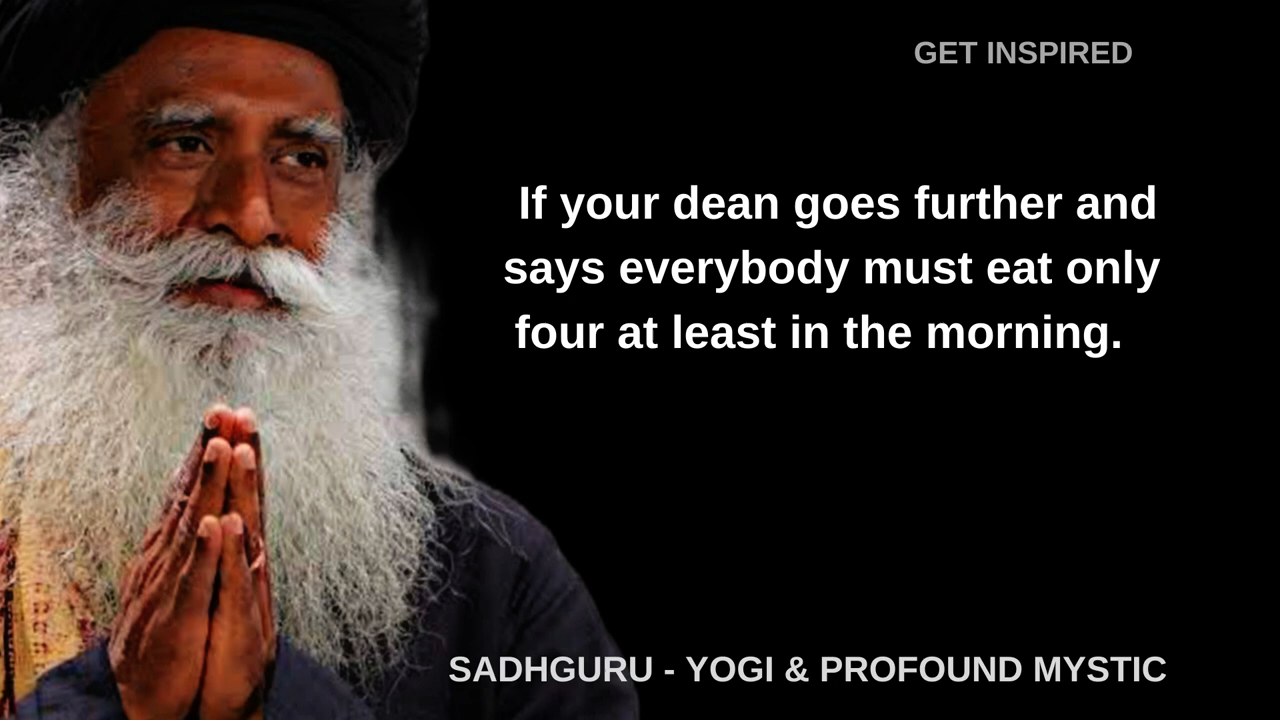 GET INSPIRED
If your dean goes further and
says everybody must eat only
four at least in the morning.
SADHGURU - YOGI & PROFOUND MYSTIC